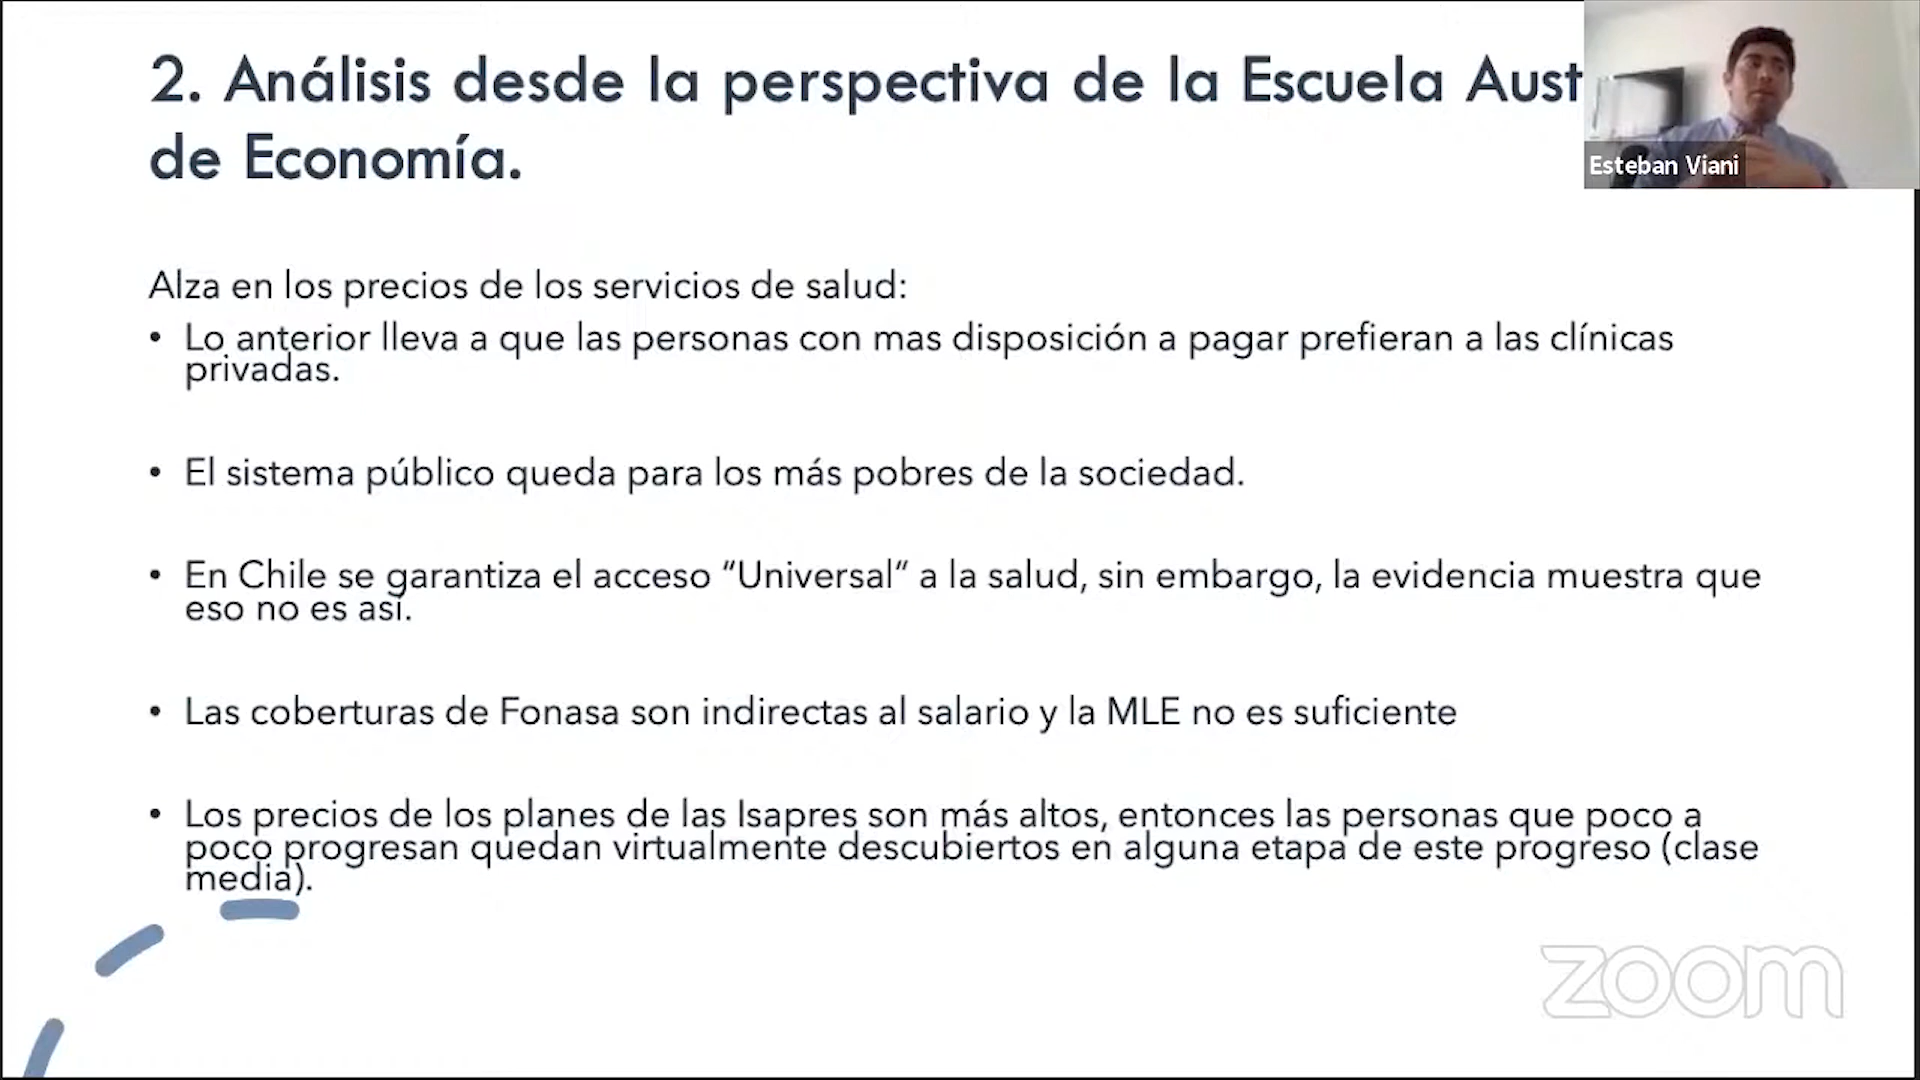 2. Análisis desde la perspectiva de la Escuela Aust
de Economía.
Esteban Viani
Alza en los precios de los servicios de salud:
• Lo anterior lleva a que las personas con mas disposición a pagar prefieran a las clínicas
privadas.
• El sistema público queda para los más pobres de la sociedad.
• En Chile se garantiza el acceso “Universal” a la salud, sin embargo, la evidencia muestra que
eso no es así.
• Las coberturas de Fonasa son indirectas al salario y la MLE no es suficiente
• Los precios de los planes de las Isapres son más altos, entonces las personas que poco a
poco progresan quedan virtualmente descubiertos en alguna etapa de este progreso (clase
media).
zoom